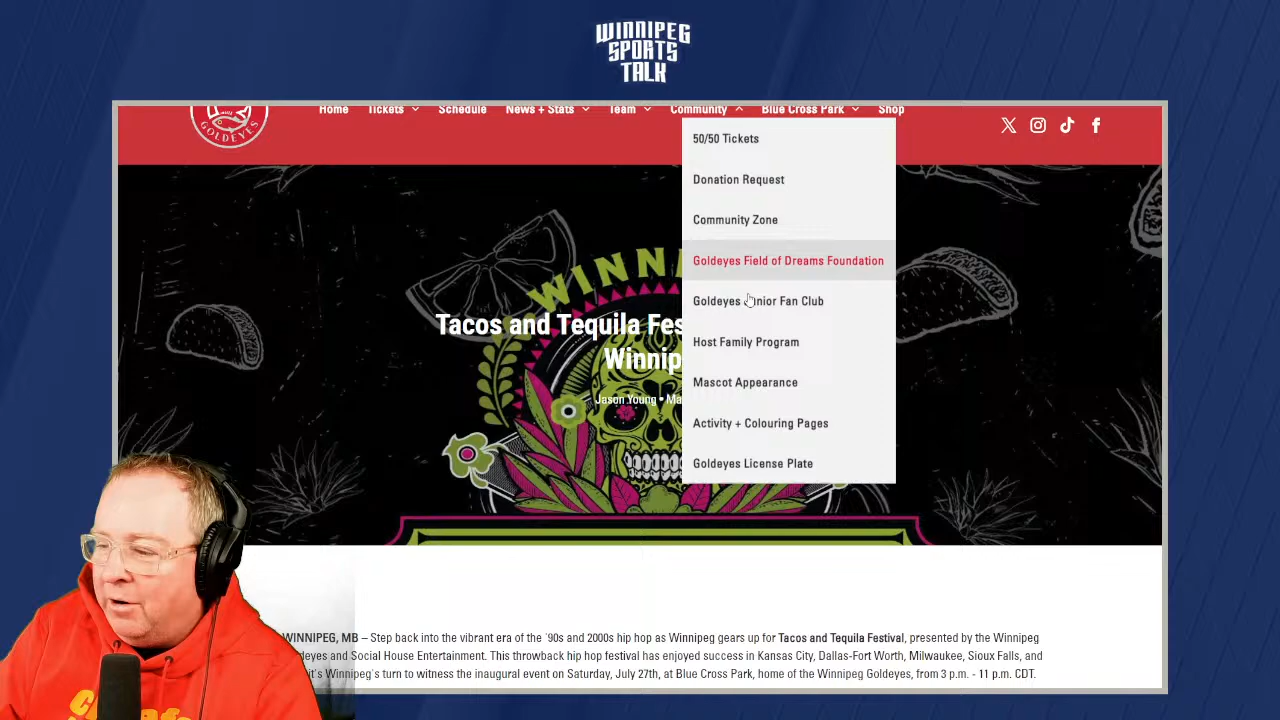 WINNIPEG
SPORTS
TALK
GOLDEYES
Home Tickets Schedule News + Stats Team Community Blue Cross Park Shop
50/50 Tickets
Donation Request
Community Zone
Goldeyes Field of Dreams Foundation
Goldeyes Junior Fan Club
Host Family Program
Mascot Appearance
Activity + Colouring Pages
Goldeyes License Plate
WINN
Tacos and Tequila Fes
Winnip
Jason Young • Ma
WINNIPEG, MB – Step back into the vibrant era of the '90s and 2000s hip hop as Winnipeg gears up for Tacos and Tequila Festival, presented by the Winnipeg
deyes and Social House Entertainment. This throwback hip hop festival has enjoyed success in Kansas City, Dallas-Fort Worth, Milwaukee, Sioux Falls, and
it's Winnipeg's turn to witness the inaugural event on Saturday, July 27th, at Blue Cross Park, home of the Winnipeg Goldeyes, from 3 p.m. - 11 p.m. CDT.